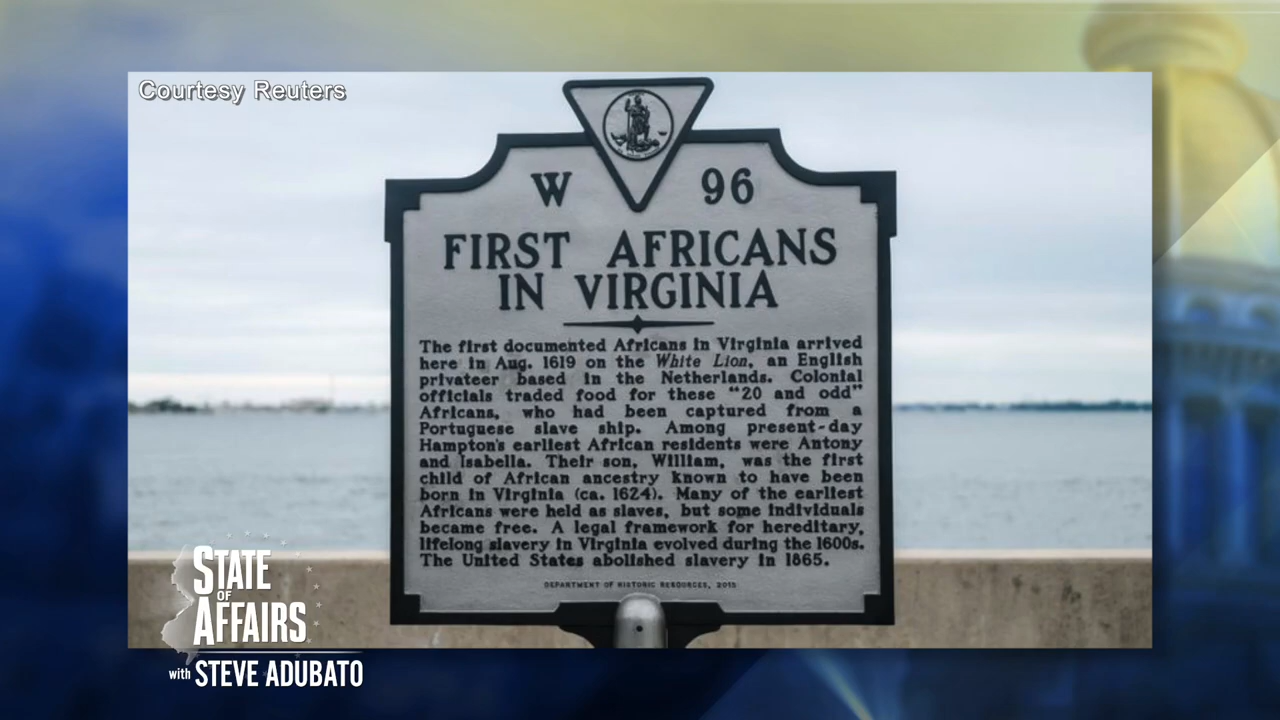 Courtesy Reuters
W 96
FIRST AFRICANS
IN VIRGINIA
The first documented Africans in Virginia arrived
here in Aug. 1619 on the White Lion, an English
privateer based in the Netherlands. Colonial
officials traded food for these "20 and odd"
Africans, who had been captured from a
Portuguese slave ship. Among present-day
Hampton's earliest African residents were Antony
and Isabella. Their son, William, was the first
child of African ancestry known to have been
born in Virginia (ca. 1624). Many of the earliest
Africans were held as slaves, but some individuals
became free. A legal framework for hereditary,
lifelong slavery in Virginia evolved during the 1600s.
The United States abolished slavery in 1865.
DEPARTMENT OF HISTORIC RESOURCES, 2015
STATE
OF
AFFAIRS
with STEVE ADUBATO